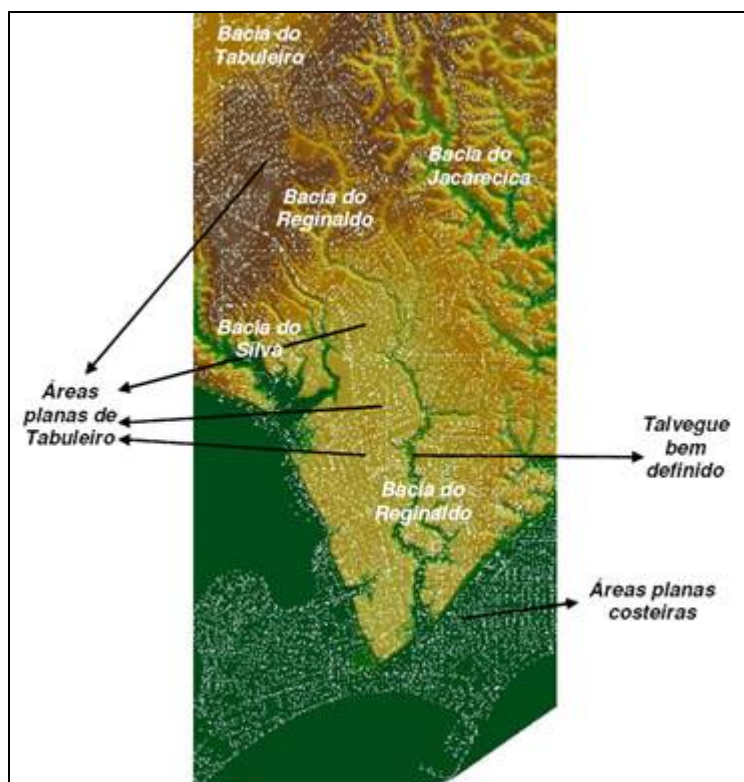 Bacia do
Tabuleiro
Bacia do
Jacarecica
Bacia do
Reginaldo
Bacia do
Silva
Áreas
planas de
Tabuleiro
Talvegue
bem
definido
Bacia do
Reginaldo
Áreas planas
costeiras